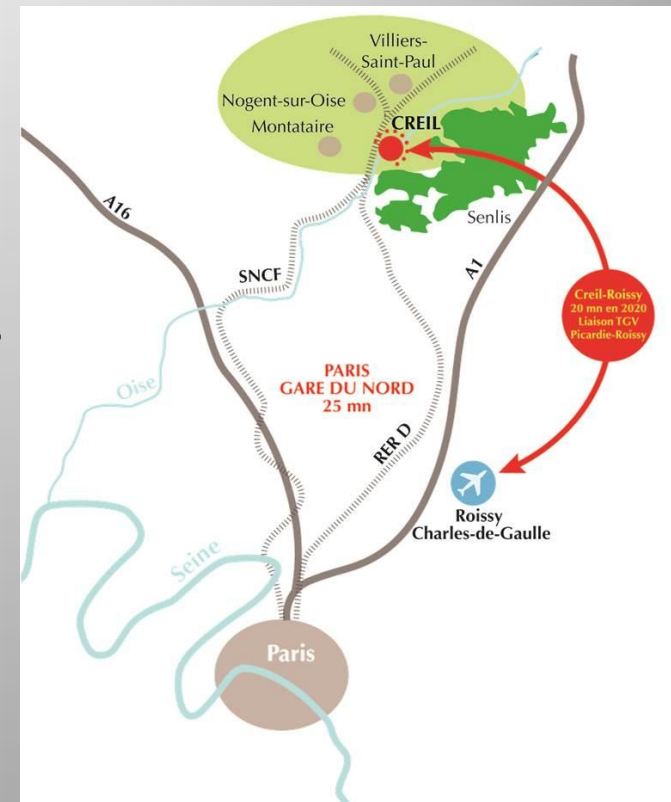 Villiers-
Saint-Paul
Nogent-sur-Oise
CREIL
Montataire
A16
Senlis
SNCF
A1
Creil-Roissy
20 mn en 2020
Liaison TGV
Picardie-Roissy
PARIS
GARE DU NORD
25 mn
Oise
RER D
Roissy
Charles-de-Gaulle
Seine
Paris